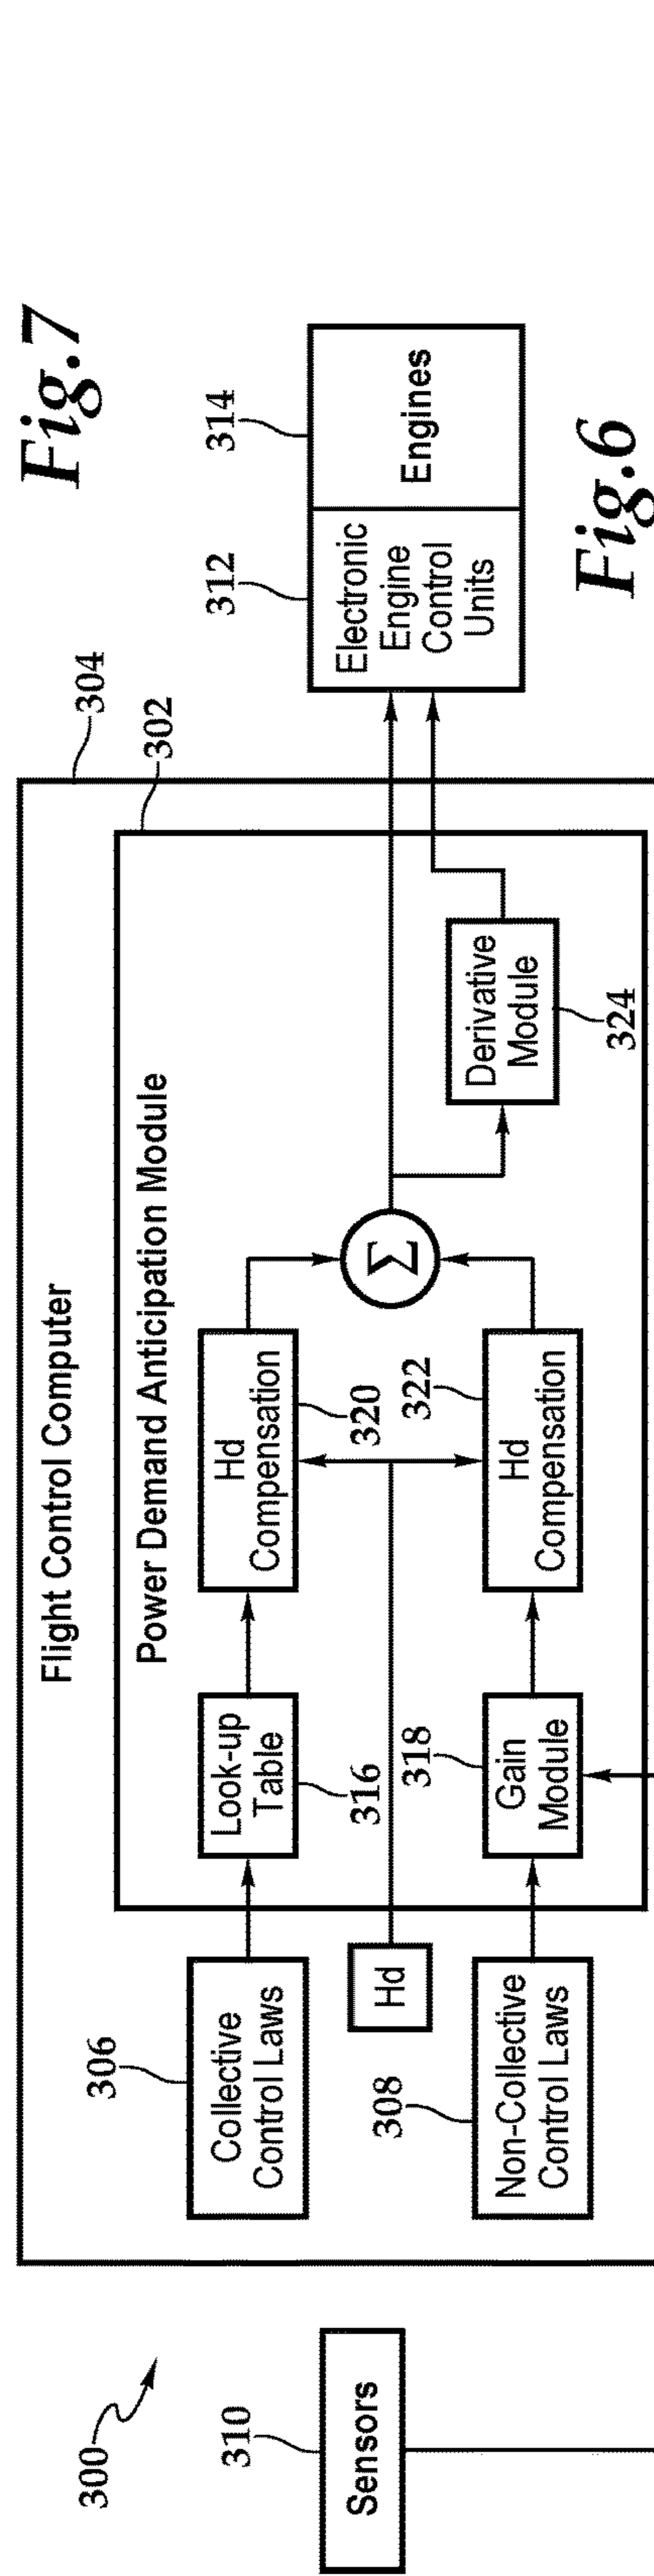 Fig.7
300
304
Flight Control Computer
302
Power Demand Anticipation Module
306
Collective
Control Laws
Look-up
Table
316
Hd
Compensation
320
312
314
310
Sensors
Hd
Σ
Electronic
Engine
Control
Units
Engines
308
Non-Collective
Control Laws
318
Gain
Module
322
Hd
Compensation
Derivative
Module
324
Fig.6